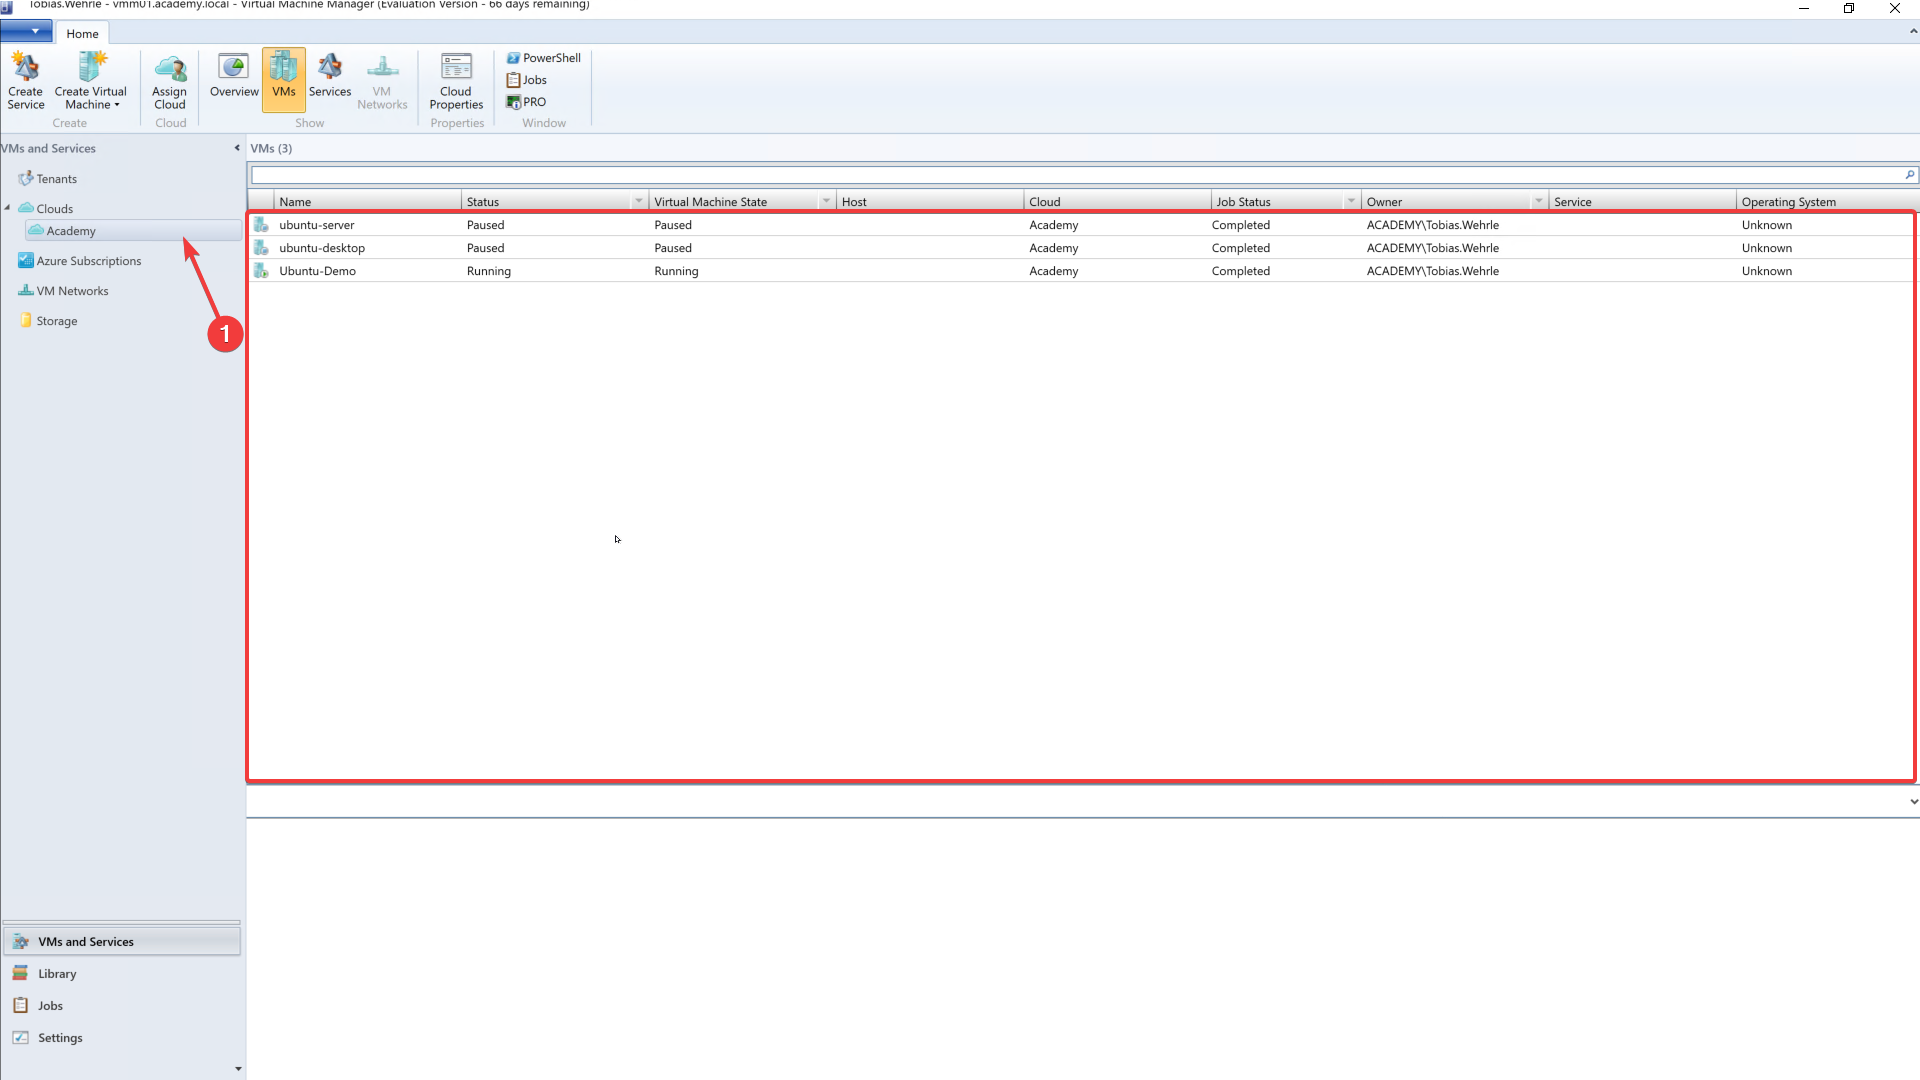 Tobias.Wehrle - vmm01.academy.local - Virtual Machine Manager (Evaluation Version - 66 days remaining)
Home
Create Service
Create Virtual Machine
Create
Assign Cloud
Cloud
Overview
VMs
Services
VM Networks
Show
Cloud Properties
Properties
PowerShell
Jobs
PRO
Window
VMs and Services
Tenants
Clouds
Academy
Azure Subscriptions
VM Networks
Storage
1
VMs (3)
Name Status Virtual Machine State Host Cloud Job Status Owner Service Operating System
ubuntu-server Paused Paused Academy Completed ACADEMY\Tobias.Wehrle Unknown
ubuntu-desktop Paused Paused Academy Completed ACADEMY\Tobias.Wehrle Unknown
Ubuntu-Demo Running Running Academy Completed ACADEMY\Tobias.Wehrle Unknown
VMs and Services
Library
Jobs
Settings